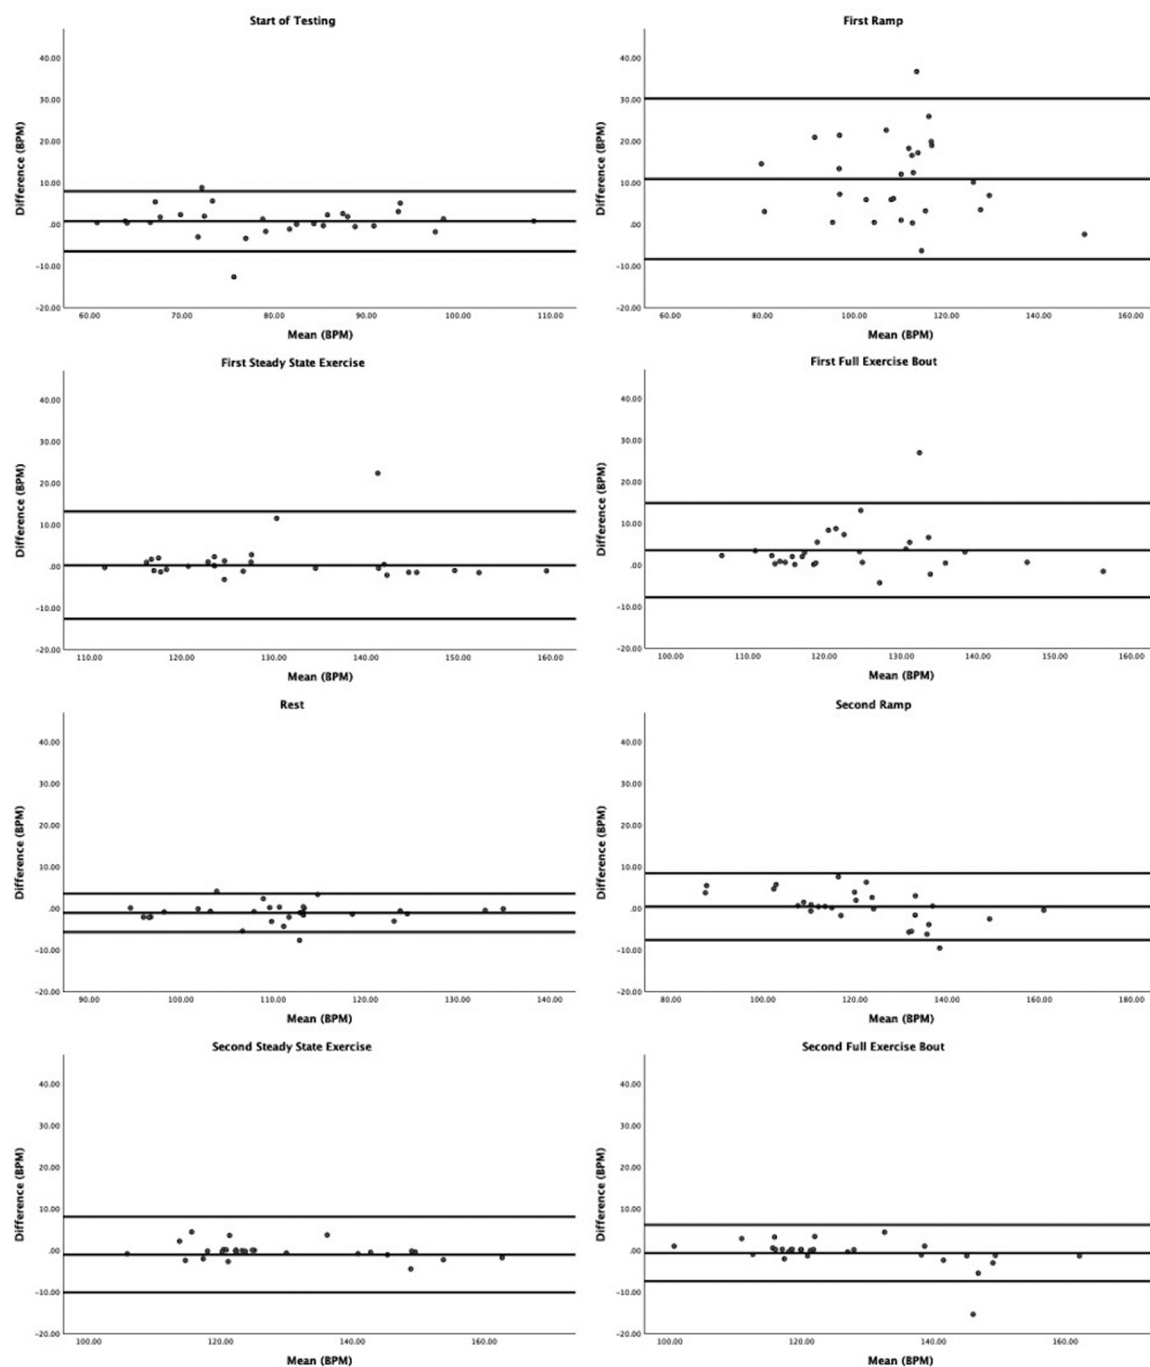 Start of Testing
40.00
30.00
20.00
10.00
.00
-10.00
-20.00
Difference (BPM)
60.00 70.00 80.00 90.00 100.00 110.00
Mean (BPM)
First Ramp
40.00
30.00
20.00
10.00
.00
-10.00
-20.00
Difference (BPM)
60.00 80.00 100.00 120.00 140.00 160.00
Mean (BPM)
First Steady State Exercise
40.00
30.00
20.00
10.00
.00
-10.00
-20.00
Difference (BPM)
110.00 120.00 130.00 140.00 150.00 160.00
Mean (BPM)
First Full Exercise Bout
40.00
30.00
20.00
10.00
.00
-10.00
-20.00
Difference (BPM)
100.00 110.00 120.00 130.00 140.00 150.00 160.00
Mean (BPM)
Rest
40.00
30.00
20.00
10.00
.00
-10.00
-20.00
Difference (BPM)
90.00 100.00 110.00 120.00 130.00 140.00
Mean (BPM)
Second Ramp
40.00
30.00
20.00
10.00
.00
-10.00
-20.00
Difference (BPM)
80.00 100.00 120.00 140.00 160.00 180.00
Mean (BPM)
Second Steady State Exercise
40.00
30.00
20.00
10.00
.00
-10.00
-20.00
Difference (BPM)
100.00 120.00 140.00 160.00
Mean (BPM)
Second Full Exercise Bout
40.00
30.00
20.00
10.00
.00
-10.00
-20.00
Difference (BPM)
100.00 120.00 140.00 160.00
Mean (BPM)